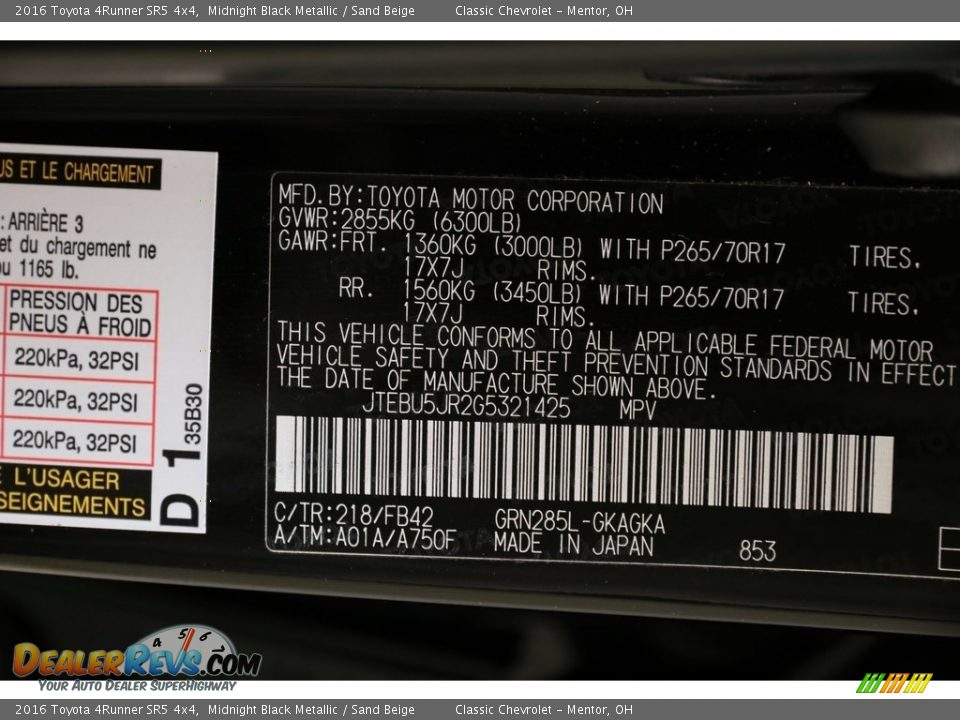 2016 Toyota 4Runner SR5 4x4, Midnight Black Metallic / Sand Beige Classic Chevrolet – Mentor, OH
US ET LE CHARGEMENT
: ARRIÈRE 3
et du chargement ne
ou 1165 lb.
PRESSION DES
PNEUS À FROID
220kPa, 32PSI
220kPa, 32PSI
220kPa, 32PSI
L'USAGER
SEIGNEMENTS
D 1
35B30
MFD. BY:TOYOTA MOTOR CORPORATION
GVWR:2855KG (6300LB)
GAWR:FRT. 1360KG (3000LB) WITH P265/70R17 TIRES,
17X7J RIMS.
RR. 1560KG (3450LB) WITH P265/70R17 TIRES,
17X7J RIMS.
THIS VEHICLE CONFORMS TO ALL APPLICABLE FEDERAL MOTOR
VEHICLE SAFETY AND THEFT PREVENTION STANDARDS IN EFFECT
THE DATE OF MANUFACTURE SHOWN ABOVE.
JTEBU5JR2G5321425 MPV
C/TR:218/FB42 GRN285L-GKAGKA
A/TM:A01A/A750F MADE IN JAPAN 853
4 5 6
DEALERREVS.COM
YOUR AUTO DEALER SUPERHIGHWAY
2016 Toyota 4Runner SR5 4x4, Midnight Black Metallic / Sand Beige Classic Chevrolet – Mentor, OH